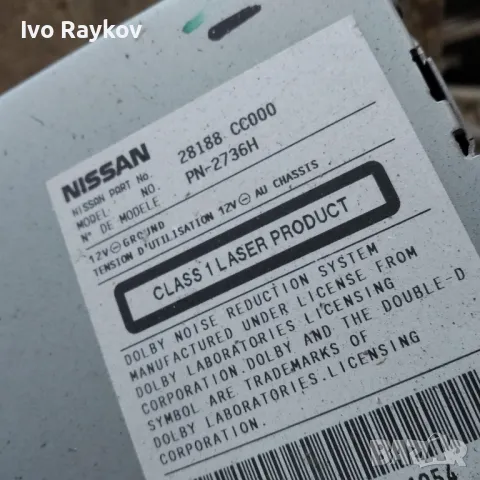 Ivo Raykov
NISSAN
NISSAN PART No. 28188 CC000
MODEL NO. PN-2736H
N° DE MODELE
12V⊖GROUND
TENSION D'UTILISATION 12V⊖ AU CHASSIS
CLASS 1 LASER PRODUCT
DOLBY NOISE REDUCTION SYSTEM
MANUFACTURED UNDER LICENSE FROM
DOLBY LABORATORIES LICENSING
CORPORATION.DOLBY AND THE DOUBLE-D
SYMBOL ARE TRADEMARKS OF
DOLBY LABORATORIES.LICENSING
CORPORATION.